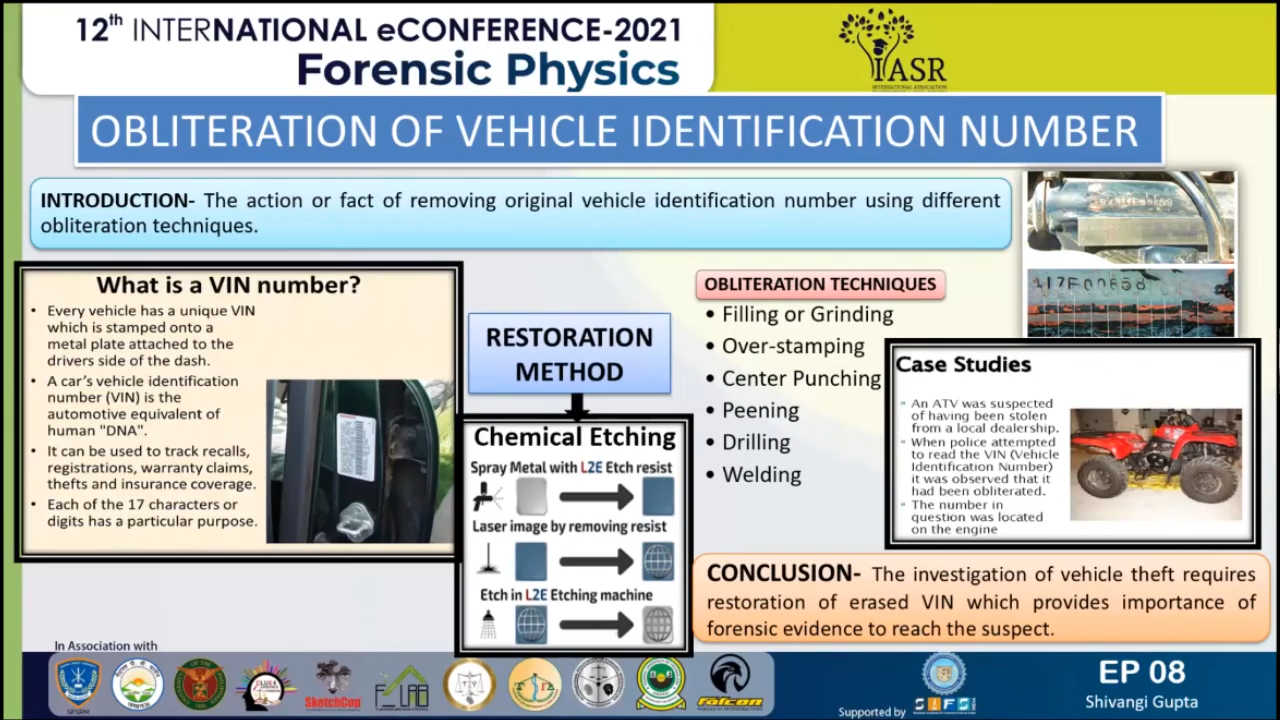 12th INTERNATIONAL eCONFERENCE-2021
Forensic Physics
IASR
INTERNATIONAL ASSOCIATION
OBLITERATION OF VEHICLE IDENTIFICATION NUMBER
INTRODUCTION- The action or fact of removing original vehicle identification number using different
obliteration techniques.
What is a VIN number?
• Every vehicle has a unique VIN
which is stamped onto a
metal plate attached to the
drivers side of the dash.
• A car's vehicle identification
number (VIN) is the
automotive equivalent of
human "DNA".
• It can be used to track recalls,
registrations, warranty claims,
thefts and insurance coverage.
• Each of the 17 characters or
digits has a particular purpose.
RESTORATION
METHOD
Chemical Etching
Spray Metal with L2E Etch resist
Laser image by removing resist
Etch in L2E Etching machine
OBLITERATION TECHNIQUES
• Filling or Grinding
• Over-stamping
• Center Punching
• Peening
• Drilling
• Welding
Case Studies
▫ An ATV was suspected
of having been stolen
from a local dealership.
▫ When police attempted
to read the VIN (Vehicle
Identification Number)
it was observed that it
had been obliterated.
▫ The number in
question was located
on the engine
CONCLUSION- The investigation of vehicle theft requires
restoration of erased VIN which provides importance of
forensic evidence to reach the suspect.
In Association with
SketchCop
F-LAB
Falcon
Supported by
SIFS
EP 08
Shivangi Gupta